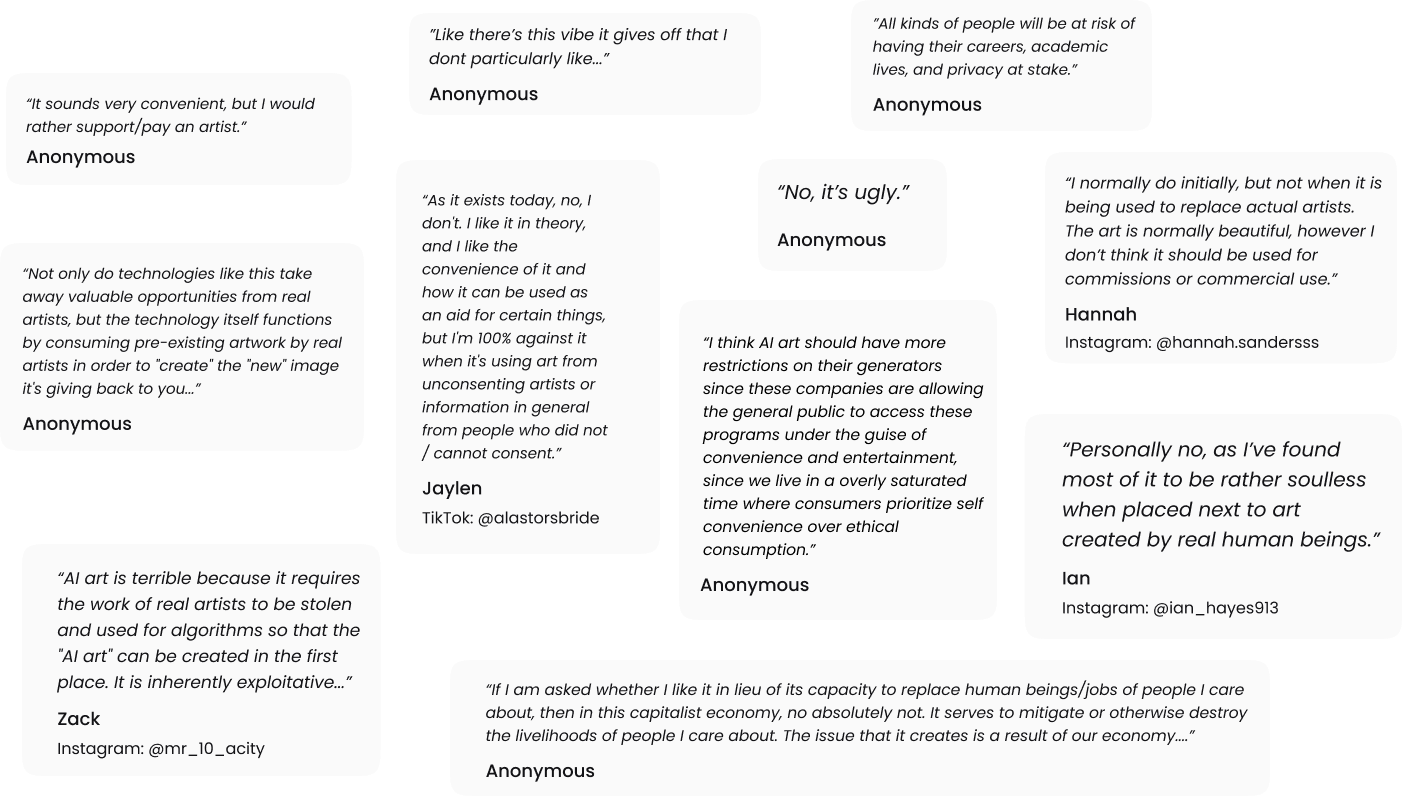 “It sounds very convenient, but I would
rather support/pay an artist.”
Anonymous
”Like there’s this vibe it gives off that I
dont particularly like...”
Anonymous
”All kinds of people will be at risk of
having their careers, academic
lives, and privacy at stake.”
Anonymous
“Not only do technologies like this take
away valuable opportunities from real
artists, but the technology itself functions
by consuming pre-existing artwork by real
artists in order to "create" the "new" image
it's giving back to you...”
Anonymous
“As it exists today, no, I
don't. I like it in theory,
and I like the
convenience of it and
how it can be used as
an aid for certain things,
but I'm 100% against it
when it's using art from
unconsenting artists or
information in general
from people who did not
/ cannot consent.”
Jaylen
TikTok: @alastorsbride
“No, it’s ugly.”
Anonymous
“I normally do initially, but not when it is
being used to replace actual artists.
The art is normally beautiful, however I
don’t think it should be used for
commissions or commercial use.”
Hannah
Instagram: @hannah.sandersss
“I think AI art should have more
restrictions on their generators
since these companies are allowing
the general public to access these
programs under the guise of
convenience and entertainment,
since we live in a overly saturated
time where consumers prioritize self
convenience over ethical
consumption.”
Anonymous
“Personally no, as I’ve found
most of it to be rather soulless
when placed next to art
created by real human beings.”
Ian
Instagram: @ian_hayes913
“AI art is terrible because it requires
the work of real artists to be stolen
and used for algorithms so that the
"AI art" can be created in the first
place. It is inherently exploitative...”
Zack
Instagram: @mr_10_acity
“If I am asked whether I like it in lieu of its capacity to replace human beings/jobs of people I care
about, then in this capitalist economy, no absolutely not. It serves to mitigate or otherwise destroy
the livelihoods of people I care about. The issue that it creates is a result of our economy....”
Anonymous